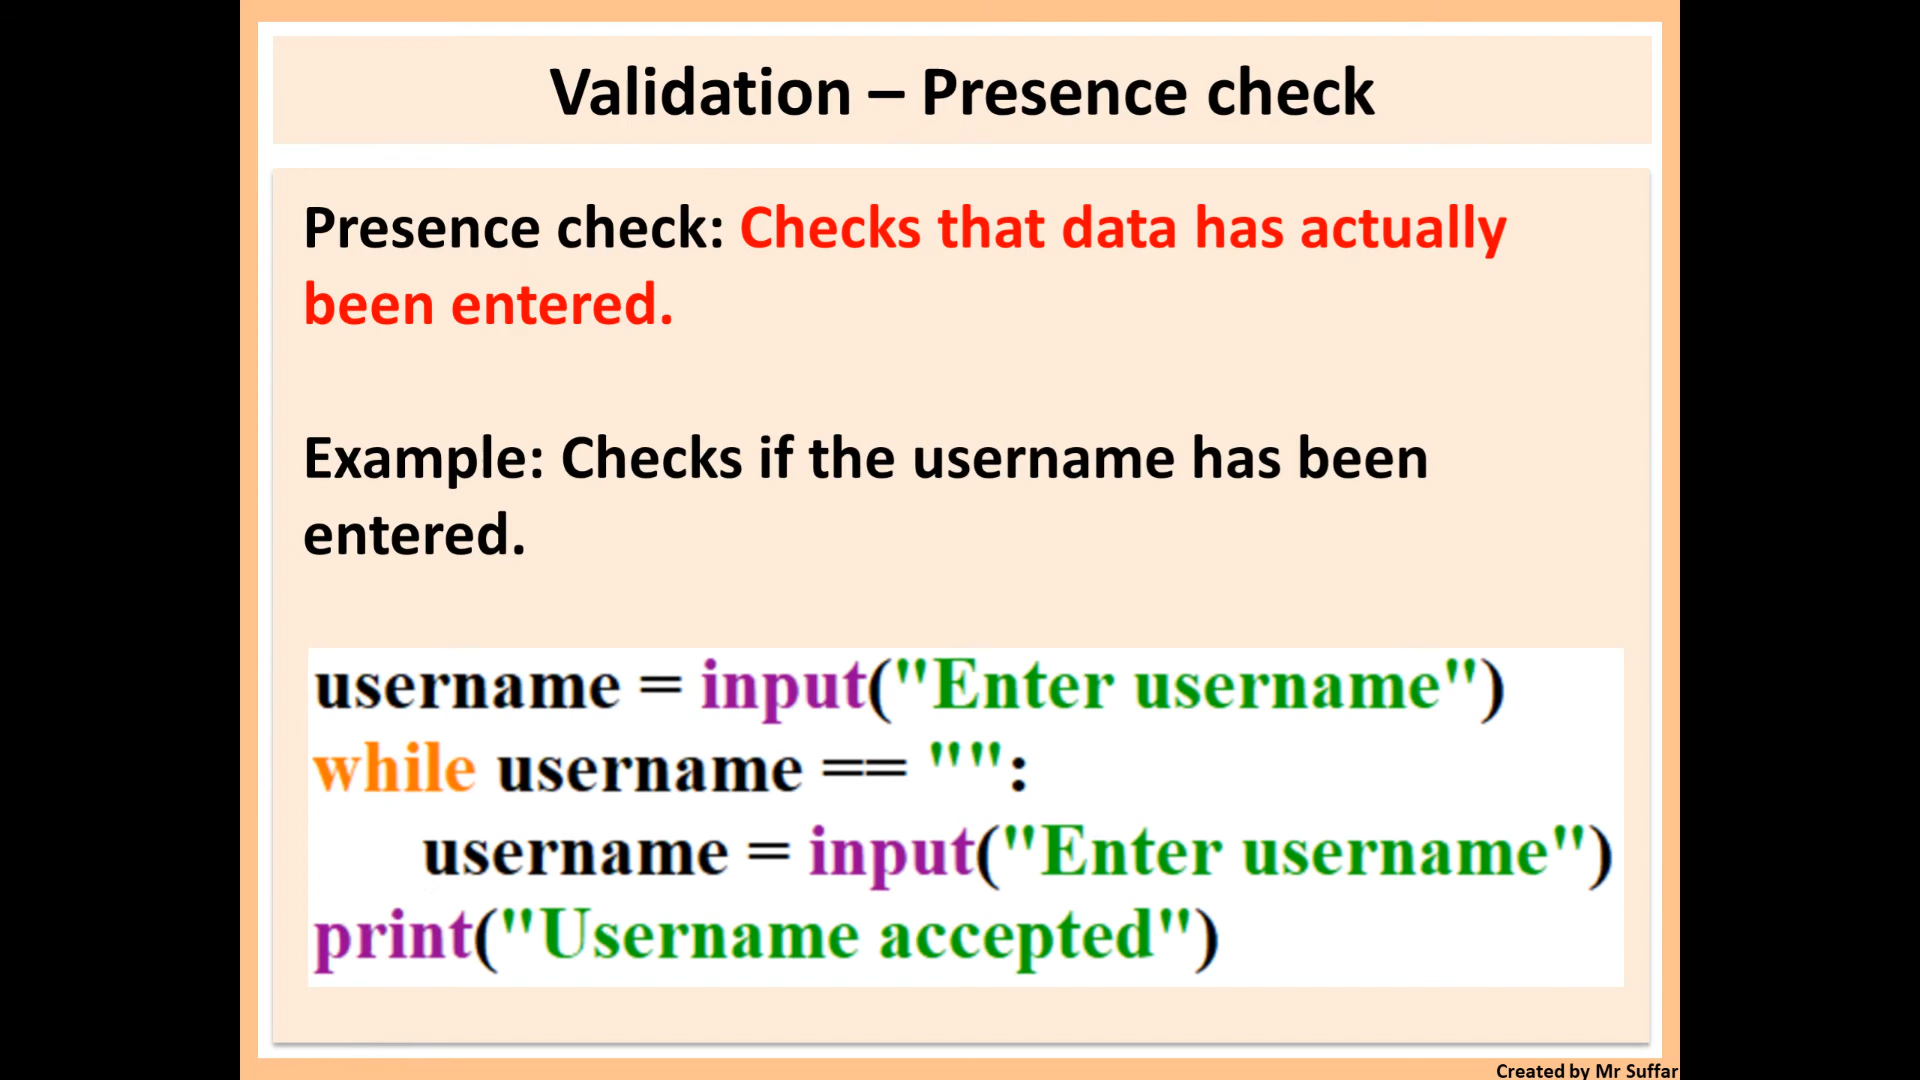 Validation – Presence check
Presence check: Checks that data has actually
been entered.
Example: Checks if the username has been
entered.
username = input("Enter username")
while username == "":
    username = input("Enter username")
print("Username accepted")
Created by Mr Suffar